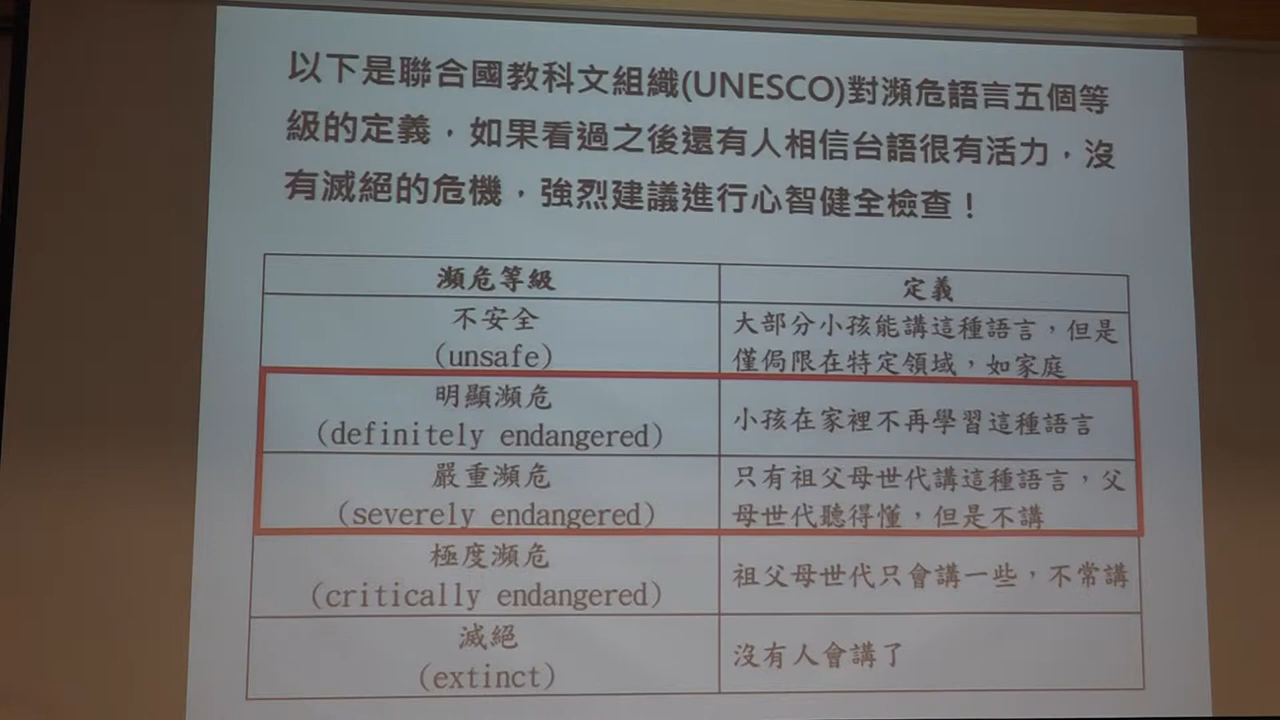 以下是聯合國教科文組織(UNESCO)對瀕危語言五個等
級的定義，如果看過之後還有人相信台語很有活力，沒
有滅絕的危機，強烈建議進行心智健全檢查！
瀕危等級 定義
不安全
(unsafe)
大部分小孩能講這種語言，但是
僅侷限在特定領域，如家庭
明顯瀕危
(definitely endangered)
小孩在家裡不再學習這種語言
嚴重瀕危
(severely endangered)
只有祖父母世代講這種語言，父
母世代聽得懂，但是不講
極度瀕危
(critically endangered)
祖父母世代只會講一些，不常講
滅絕
(extinct)
沒有人會講了